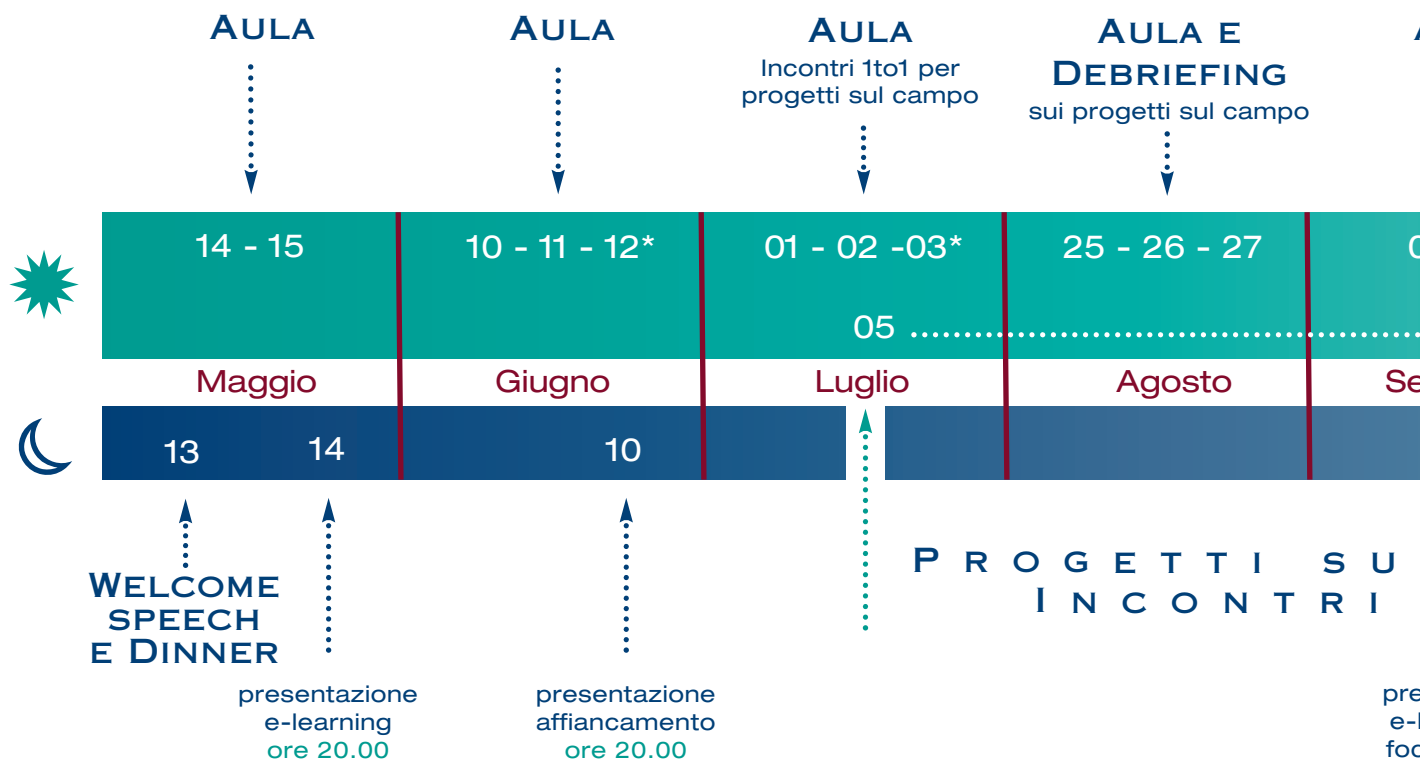 AULA
AULA
AULA
Incontri 1to1 per
progetti sul campo
AULA E
DEBRIEFING
sui progetti sul campo
14 - 15
10 - 11 - 12*
01 - 02 -03*
25 - 26 - 27
05
Maggio
Giugno
Luglio
Agosto
13
14
10
WELCOME
SPEECH
E DINNER
PROGETTI SU
INCONTRI
presentazione
e-learning
ore 20.00
presentazione
affiancamento
ore 20.00